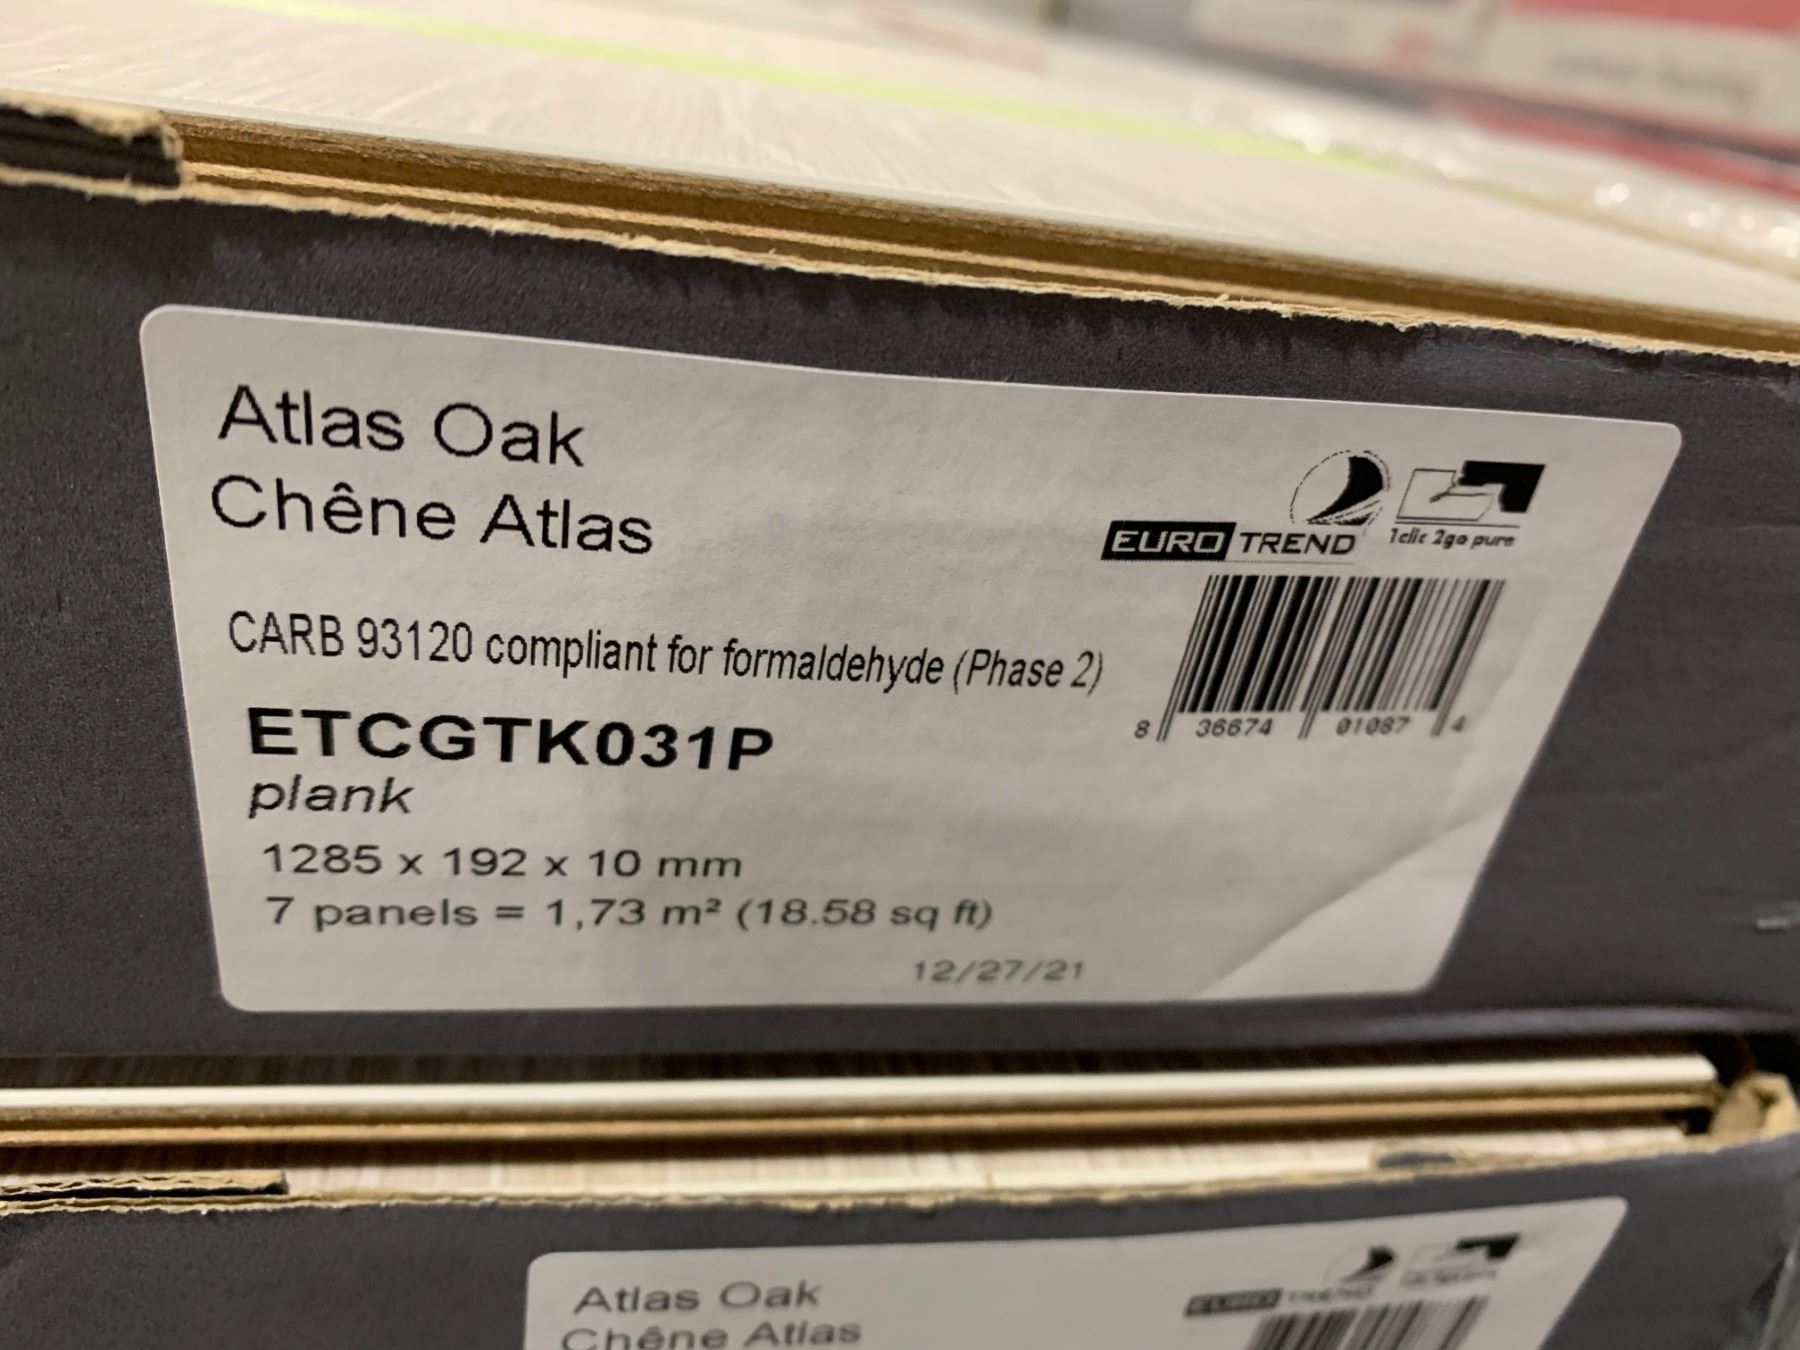 Atlas Oak
Chêne Atlas
EURO TREND
1clic 2go pure
CARB 93120 compliant for formaldehyde (Phase 2)
8 36674 01087 4
ETCGTK031P
plank
1285 x 192 x 10 mm
7 panels = 1,73 m² (18.58 sq ft)
12/27/21
Atlas Oak
Chêne Atlas
EURO TREND